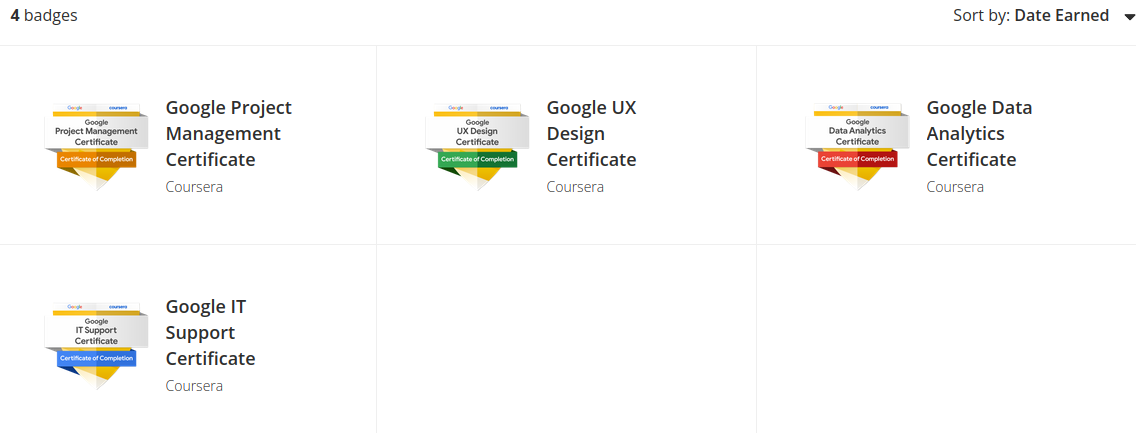 4 badges
Sort by: Date Earned
Google coursera
Google
Project Management
Certificate
Certificate of Completion
Google Project
Management
Certificate
Coursera
Google coursera
Google
UX Design
Certificate
Certificate of Completion
Google UX
Design
Certificate
Coursera
Google coursera
Google
Data Analytics
Certificate
Certificate of Completion
Google Data
Analytics
Certificate
Coursera
Google coursera
Google
IT Support
Certificate
Certificate of Completion
Google IT
Support
Certificate
Coursera